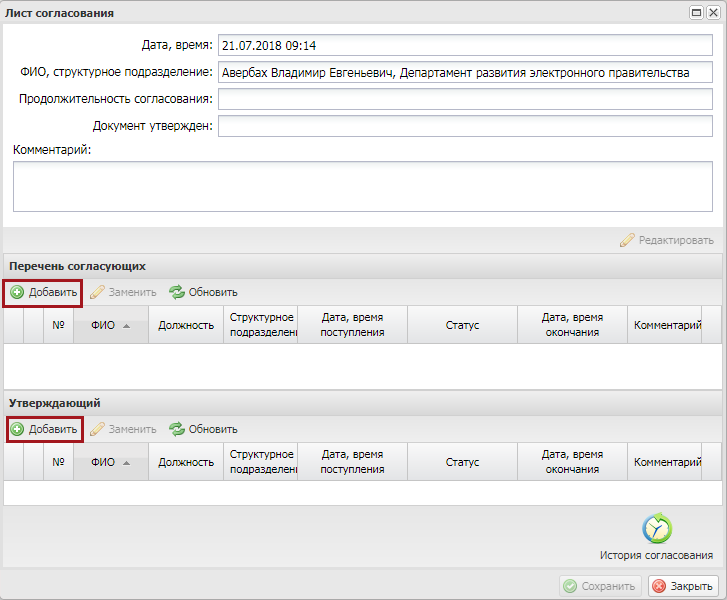 Лист согласования
Дата, время: 21.07.2018 09:14
ФИО, структурное подразделение: Авербах Владимир Евгеньевич, Департамент развития электронного правительства
Продолжительность согласования:
Документ утвержден:
Комментарий:
Редактировать
Перечень согласующих
Добавить Заменить Обновить
№ ФИО Должность Структурное подразделени Дата, время поступления Статус Дата, время окончания Комментарий
Утверждающий
Добавить Заменить Обновить
№ ФИО Должность Структурное подразделени Дата, время поступления Статус Дата, время окончания Комментарий
История согласования
Сохранить Закрыть